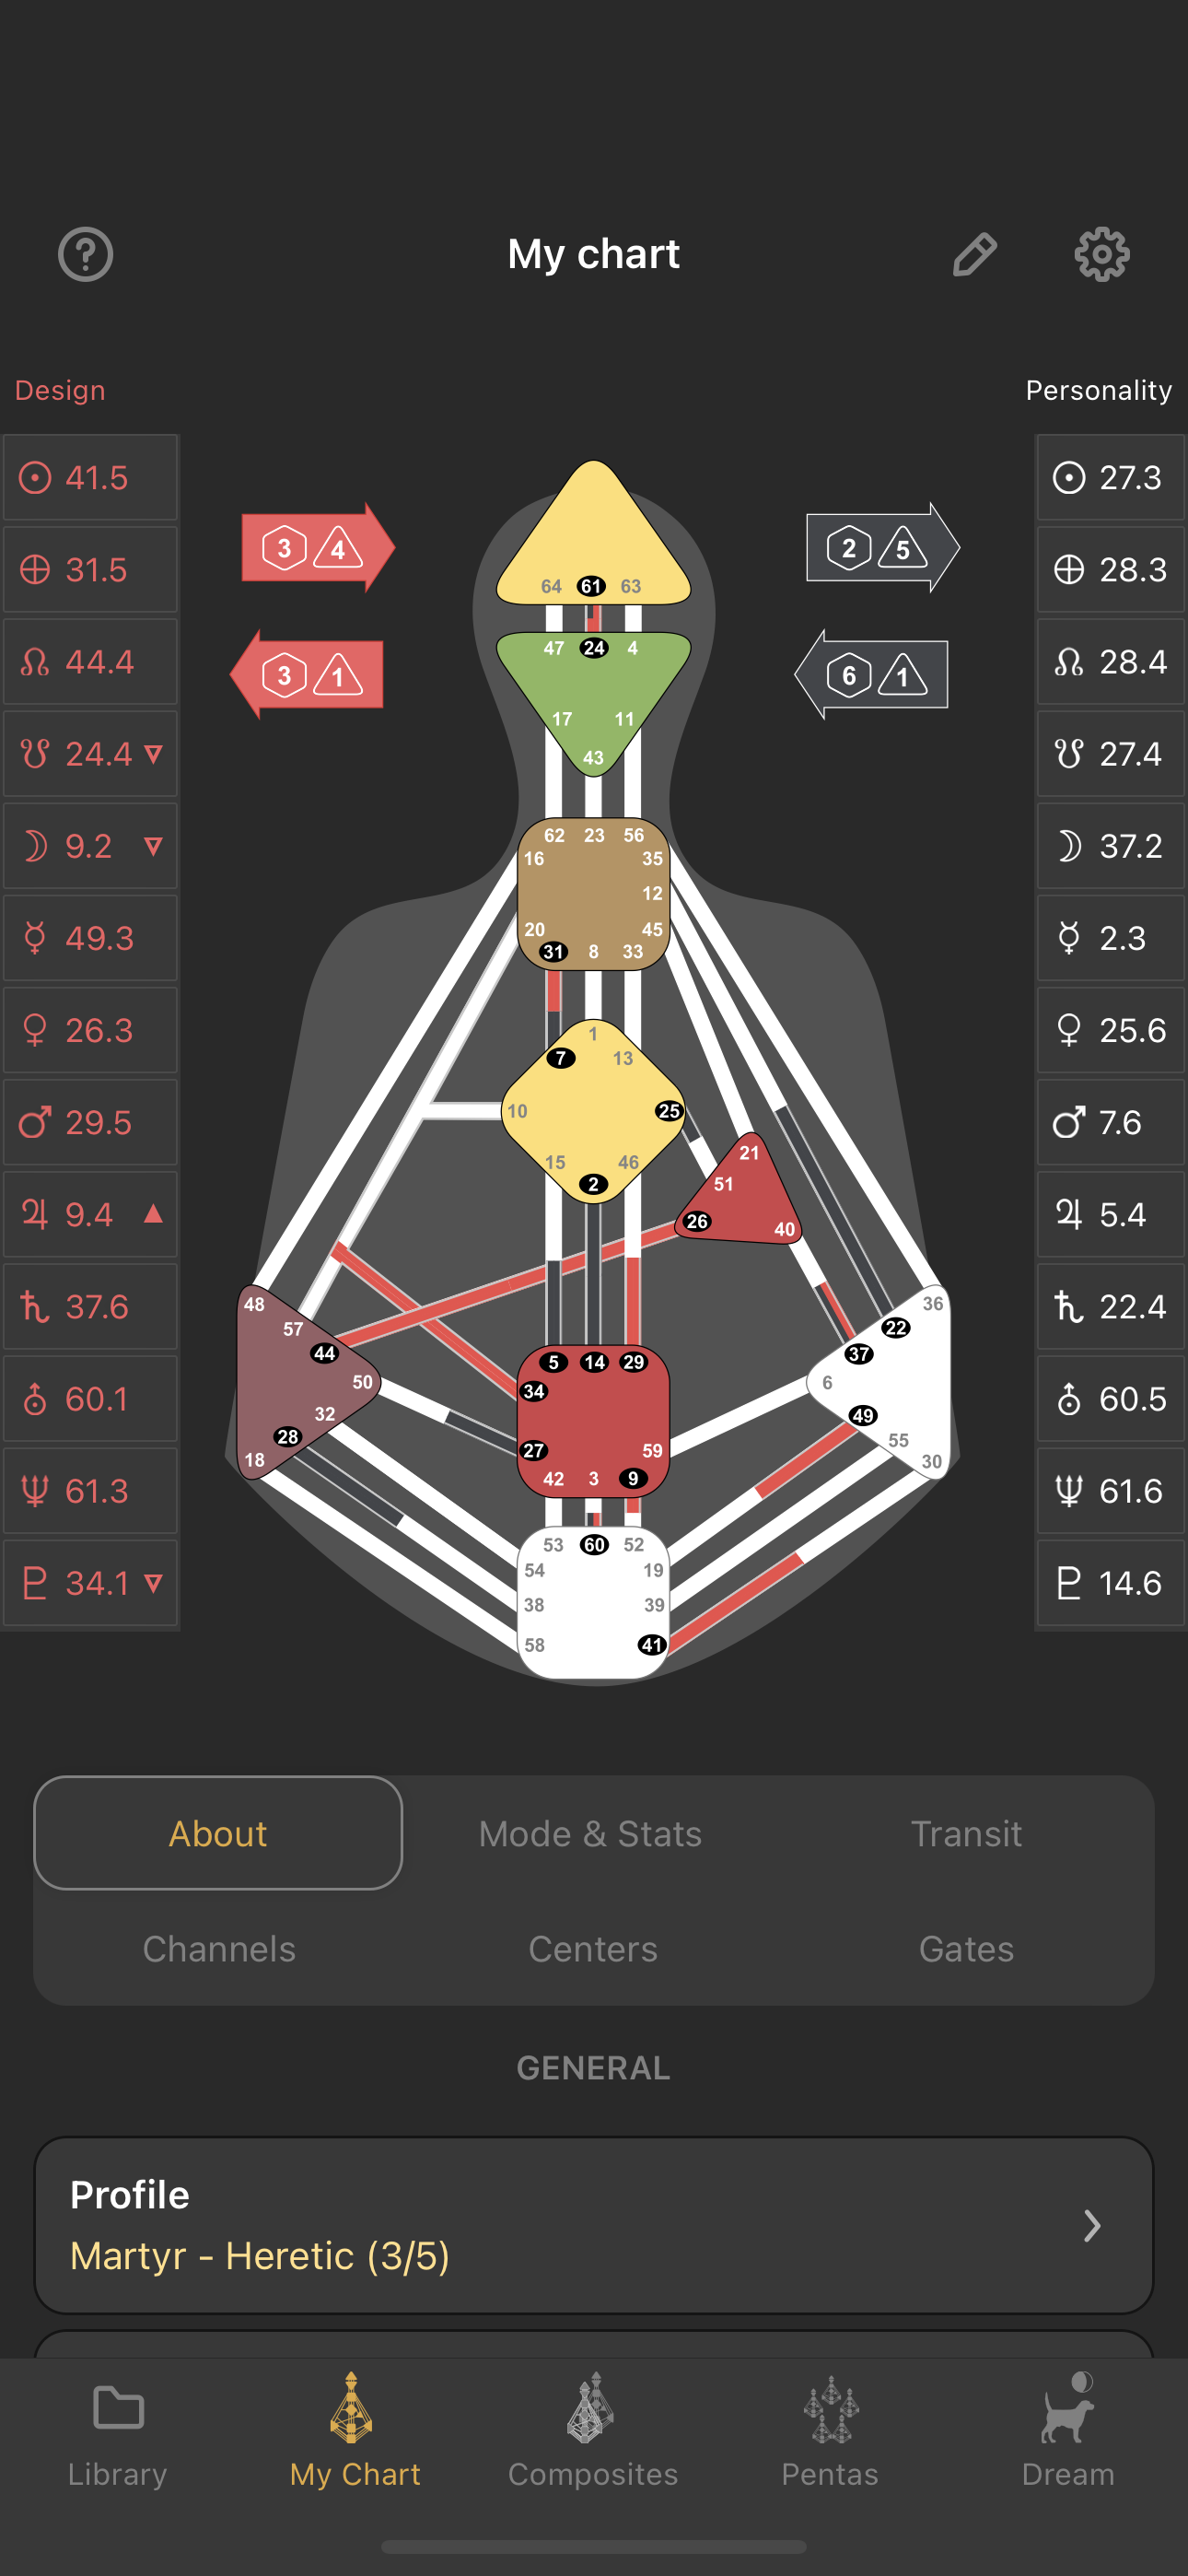 My chart
Design
Personality
41.5
31.5
44.4
24.4
9.2
49.3
26.3
29.5
9.4
37.6
60.1
61.3
34.1
3 4
3 1
2 5
6 1
64 61 63
47 24 4
17 11
43
62 23 56
16 35
12
20 45
31 8 33
1
7 13
10 25
15 46
2
21
51
26 40
48
57
44
50
32
28
18
36
22
37
6
49
55
30
5 14 29
34
27 59
42 3 9
53 60 52
54 19
38 39
58 41
27.3
28.3
28.4
27.4
37.2
2.3
25.6
7.6
5.4
22.4
60.5
61.6
14.6
About
Mode & Stats
Transit
Channels
Centers
Gates
GENERAL
Profile
Martyr - Heretic (3/5)
Library
My Chart
Composites
Pentas
Dream